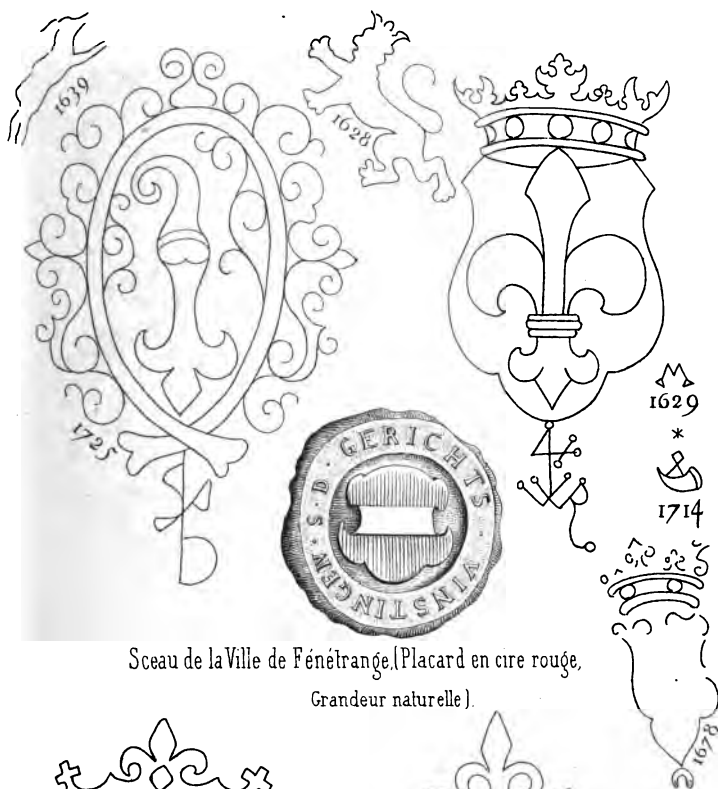 1639
1628
1725
1629
*
1714
S · D · GERICHTS · VINSTINGEN ·
Sceau de la Ville de Fénétrange, (Placard en cire rouge,
Grandeur naturelle).
1678